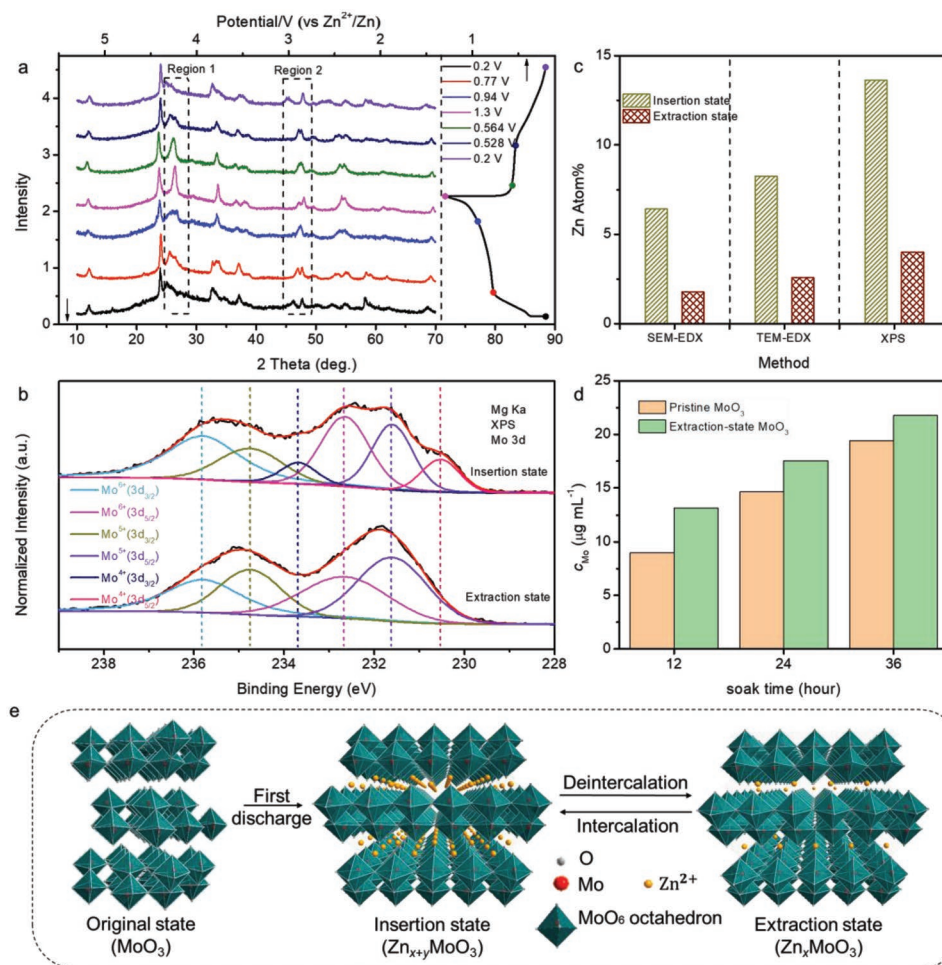 Potential/V (vs Zn²⁺/Zn)
5 4 3 2 1
a
Region 1
Region 2
0.2 V
0.77 V
0.94 V
1.3 V
0.564 V
0.528 V
0.2 V
Intensity
4
3
2
1
0
10 20 30 40 50 60 70 80 90
2 Theta (deg.)
c
Insertion state
Extraction state
Zn Atom%
15
10
5
0
SEM-EDX TEM-EDX XPS
Method
b
Mg Ka
XPS
Mo 3d
Insertion state
Mo⁶⁺(3d₃/₂)
Mo⁶⁺(3d₅/₂)
Mo⁵⁺(3d₃/₂)
Mo⁵⁺(3d₅/₂)
Mo⁴⁺(3d₃/₂)
Mo⁴⁺(3d₅/₂)
Extraction state
Normalized Intensity (a.u.)
238 236 234 232 230 228
Binding Energy (eV)
d
Pristine MoO₃
Extraction-state MoO₃
c_Mo (μg mL⁻¹)
25
20
15
10
5
0
12 24 36
soak time (hour)
e
First
discharge
Deintercalation
Intercalation
O
Mo
Zn²⁺
MoO₆ octahedron
Original state
(MoO₃)
Insertion state
(Znₓ₊ᵧMoO₃)
Extraction state
(ZnₓMoO₃)